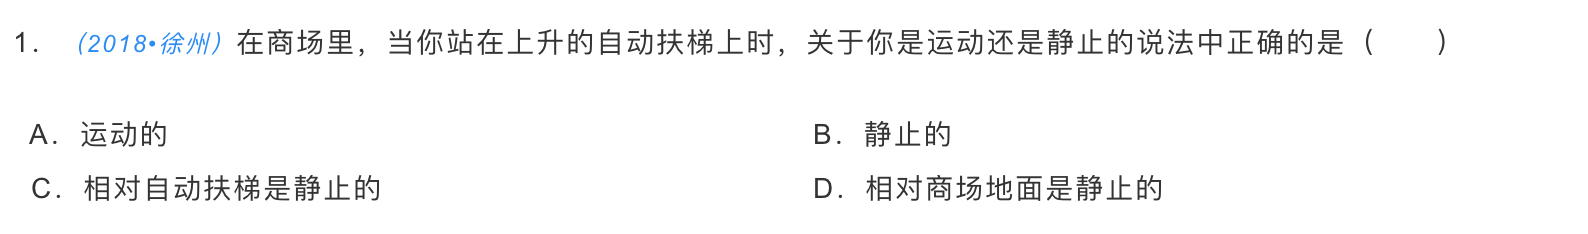 1. （2018•徐州）在商场里，当你站在上升的自动扶梯上时，关于你是运动还是静止的说法中正确的是（　　）
A. 运动的　　B. 静止的
C. 相对自动扶梯是静止的　　D. 相对商场地面是静止的